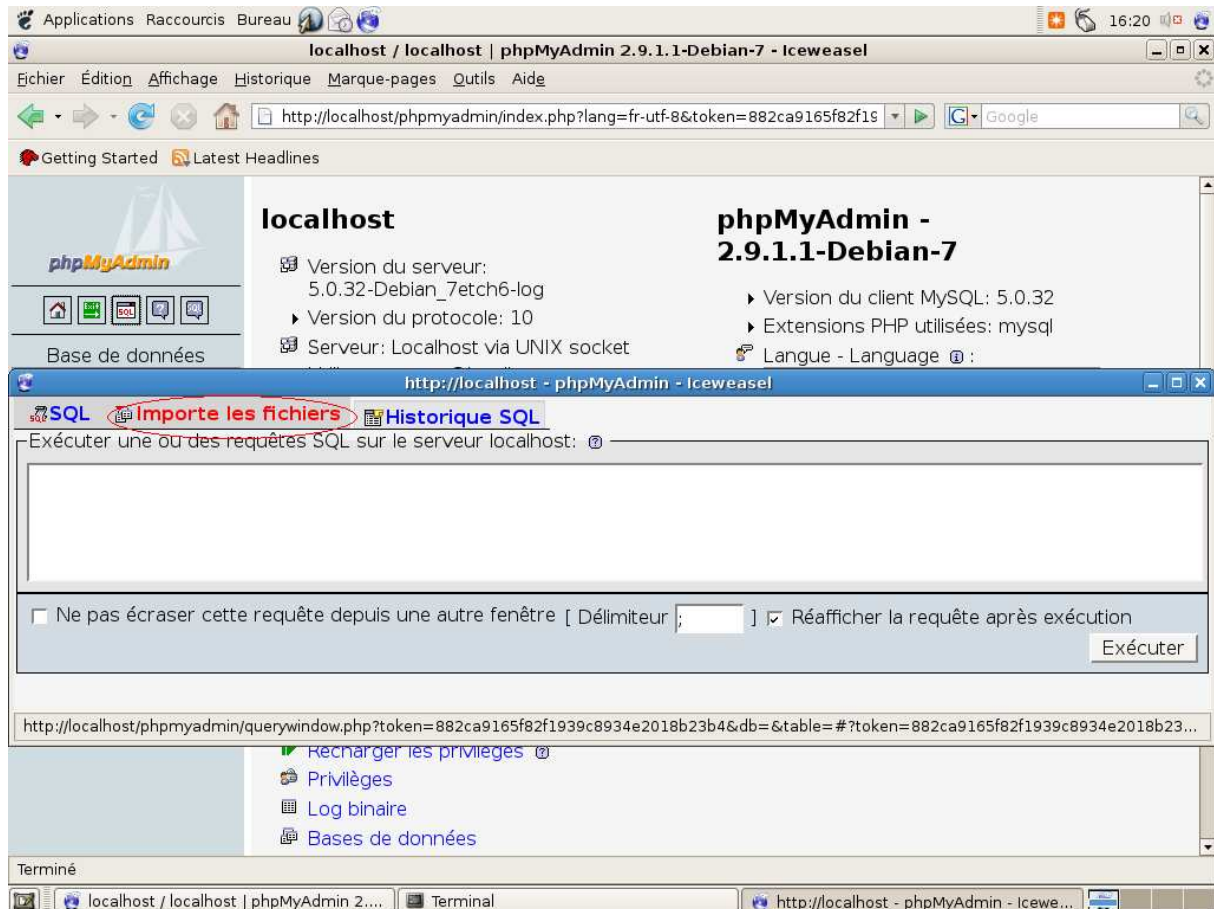 Applications Raccourcis Bureau
16:20
localhost / localhost | phpMyAdmin 2.9.1.1-Debian-7 - Iceweasel
Fichier Édition Affichage Historique Marque-pages Outils Aide
http://localhost/phpmyadmin/index.php?lang=fr-utf-8&token=882ca9165f82f19
G Google
Getting Started Latest Headlines
phpMyAdmin
SQL
Base de données
localhost
Version du serveur:
5.0.32-Debian_7etch6-log
Version du protocole: 10
Serveur: Localhost via UNIX socket
phpMyAdmin -
2.9.1.1-Debian-7
Version du client MySQL: 5.0.32
Extensions PHP utilisées: mysql
Langue - Language :
http://localhost - phpMyAdmin - Iceweasel
SQL Importe les fichiers Historique SQL
Exécuter une ou des requêtes SQL sur le serveur localhost:
Ne pas écraser cette requête depuis une autre fenêtre [ Délimiteur ; ] Réafficher la requête après exécution
Exécuter
http://localhost/phpmyadmin/querywindow.php?token=882ca9165f82f1939c8934e2018b23b4&db=&table=#?token=882ca9165f82f1939c8934e2018b23...
Recharger les privilèges
Privilèges
Log binaire
Bases de données
Terminé
localhost / localhost | phpMyAdmin 2.... Terminal http://localhost - phpMyAdmin - Icewe...